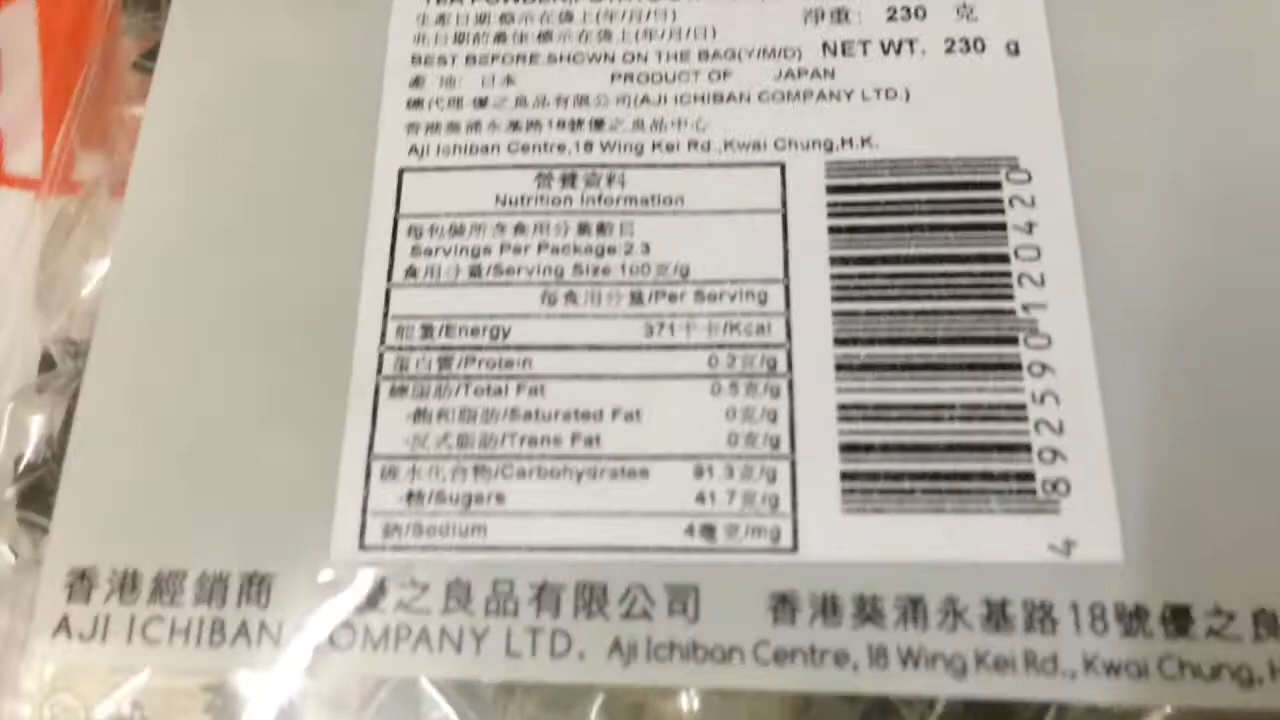 生產日期:標示在袋上(年/月/日)
淨重: 230 克
此日期前最佳:標示在袋上(年/月/日)
BEST BEFORE:SHOWN ON THE BAG(Y/M/D)
NET WT. 230 g
產 地: 日本 PRODUCT OF JAPAN
總代理:優之良品有限公司(AJI ICHIBAN COMPANY LTD.)
香港葵涌永基路18號優之良品中心
Aji Ichiban Centre,18 Wing Kei Rd.,Kwai Chung,H.K.
營養資料
Nutrition Information
每包裝所含食用分量數目
Servings Per Package:2.3
食用分量/Serving Size 100克/g
每食用分量/Per Serving
能量/Energy 371千卡/Kcal
蛋白質/Protein 0.2克/g
總脂肪/Total Fat 0.5克/g
-飽和脂肪/Saturated Fat 0克/g
-反式脂肪/Trans Fat 0克/g
碳水化合物/Carbohydrates 91.3克/g
-糖/Sugars 41.7克/g
鈉/Sodium 4毫克/mg
4 892590 120420
香港經銷商 優之良品有限公司 香港葵涌永基路18號優之良
AJI ICHIBAN COMPANY LTD. Aji Ichiban Centre, 18 Wing Kei Rd., Kwai Chung, H